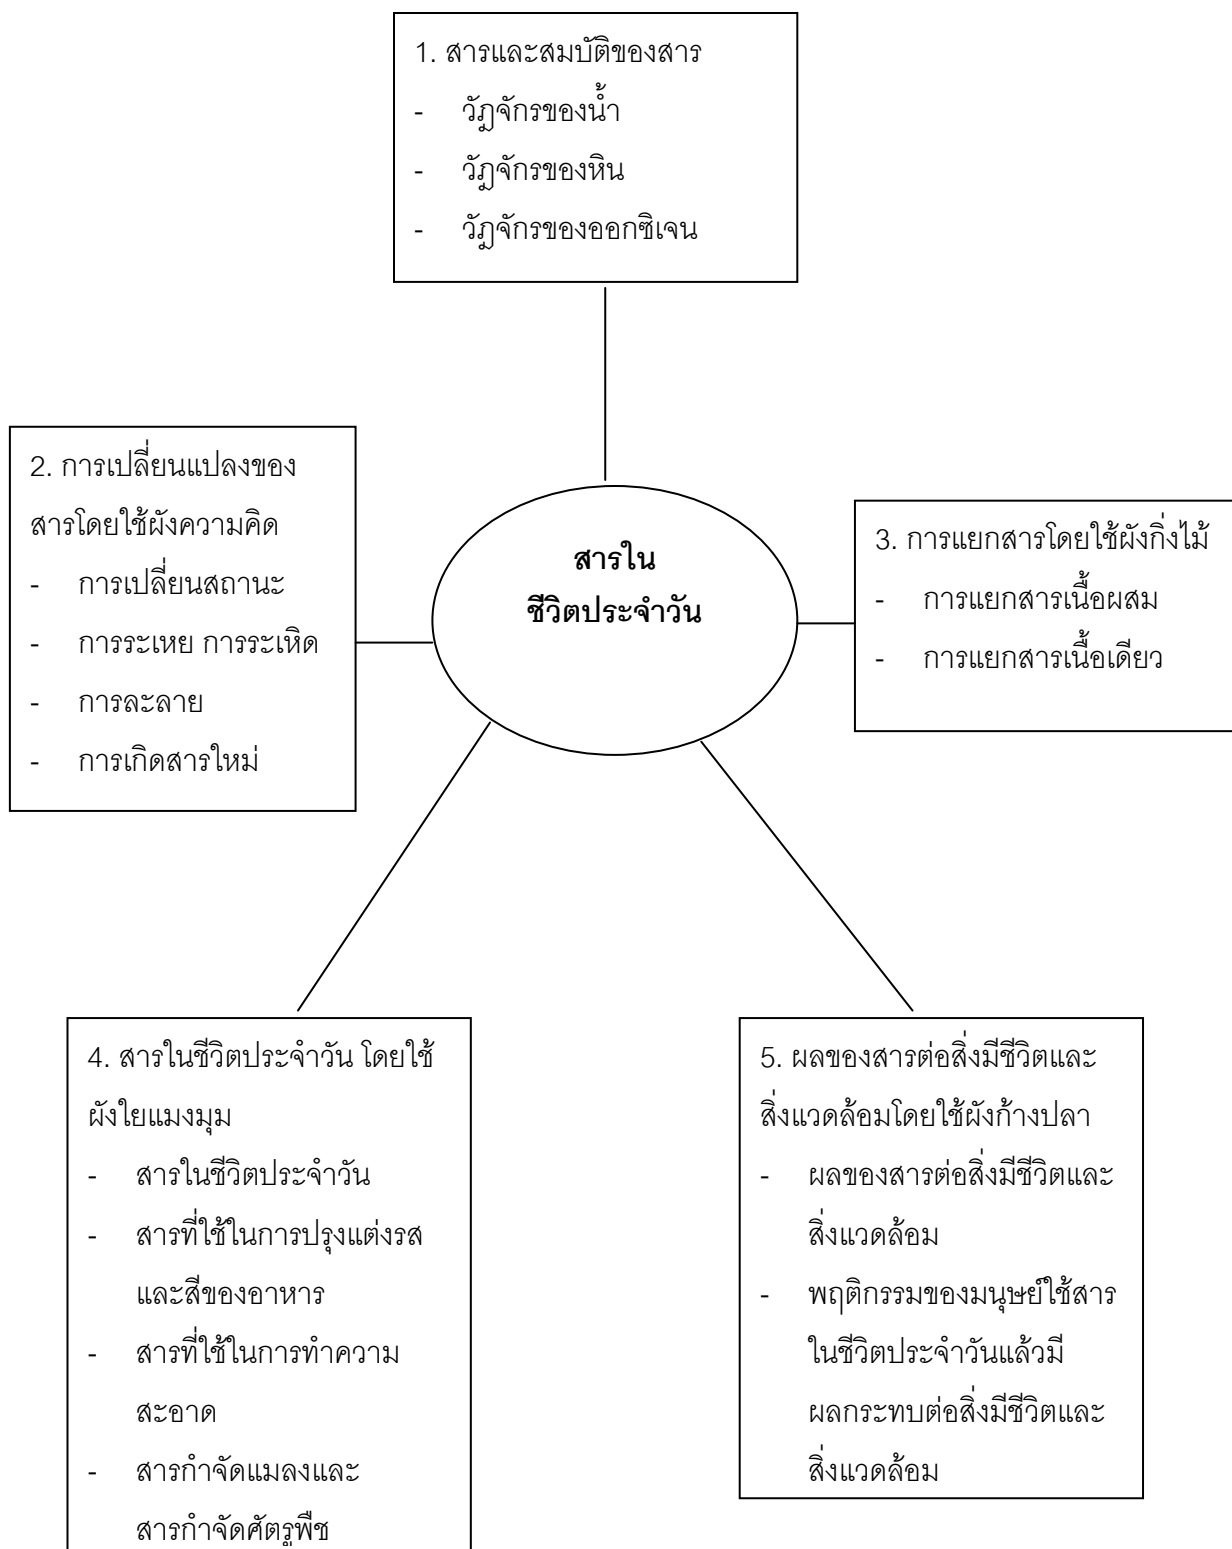 1. สารและสมบัติของสาร
- วัฏจักรของน้ำ
- วัฏจักรของหิน
- วัฏจักรของออกซิเจน
2. การเปลี่ยนแปลงของ
สารโดยใช้ผังความคิด
- การเปลี่ยนสถานะ
- การระเหย การระเหิด
- การละลาย
- การเกิดสารใหม่
สารใน
ชีวิตประจำวัน
3. การแยกสารโดยใช้ผังกิ่งไม้
- การแยกสารเนื้อผสม
- การแยกสารเนื้อเดียว
4. สารในชีวิตประจำวัน โดยใช้
ผังใยแมงมุม
- สารในชีวิตประจำวัน
- สารที่ใช้ในการปรุงแต่งรส
และสีของอาหาร
- สารที่ใช้ในการทำความ
สะอาด
- สารกำจัดแมลงและ
สารกำจัดศัตรูพืช
5. ผลของสารต่อสิ่งมีชีวิตและ
สิ่งแวดล้อมโดยใช้ผังก้างปลา
- ผลของสารต่อสิ่งมีชีวิตและ
สิ่งแวดล้อม
- พฤติกรรมของมนุษย์ใช้สาร
ในชีวิตประจำวันแล้วมี
ผลกระทบต่อสิ่งมีชีวิตและ
สิ่งแวดล้อม